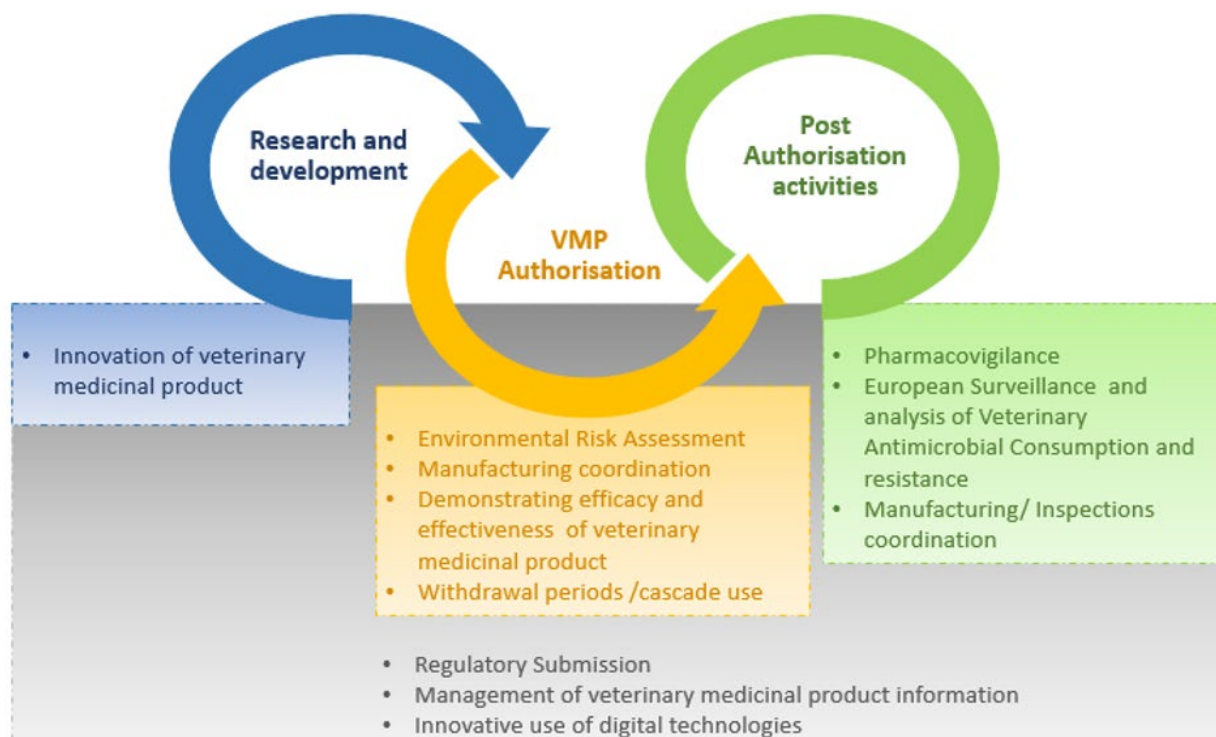 Research and
development
VMP
Authorisation
Post
Authorisation
activities
• Innovation of veterinary
medicinal product
• Environmental Risk Assessment
• Manufacturing coordination
• Demonstrating efficacy and
effectiveness of veterinary
medicinal product
• Withdrawal periods /cascade use
• Pharmacovigilance
• European Surveillance and
analysis of Veterinary
Antimicrobial Consumption and
resistance
• Manufacturing/ Inspections
coordination
• Regulatory Submission
• Management of veterinary medicinal product information
• Innovative use of digital technologies